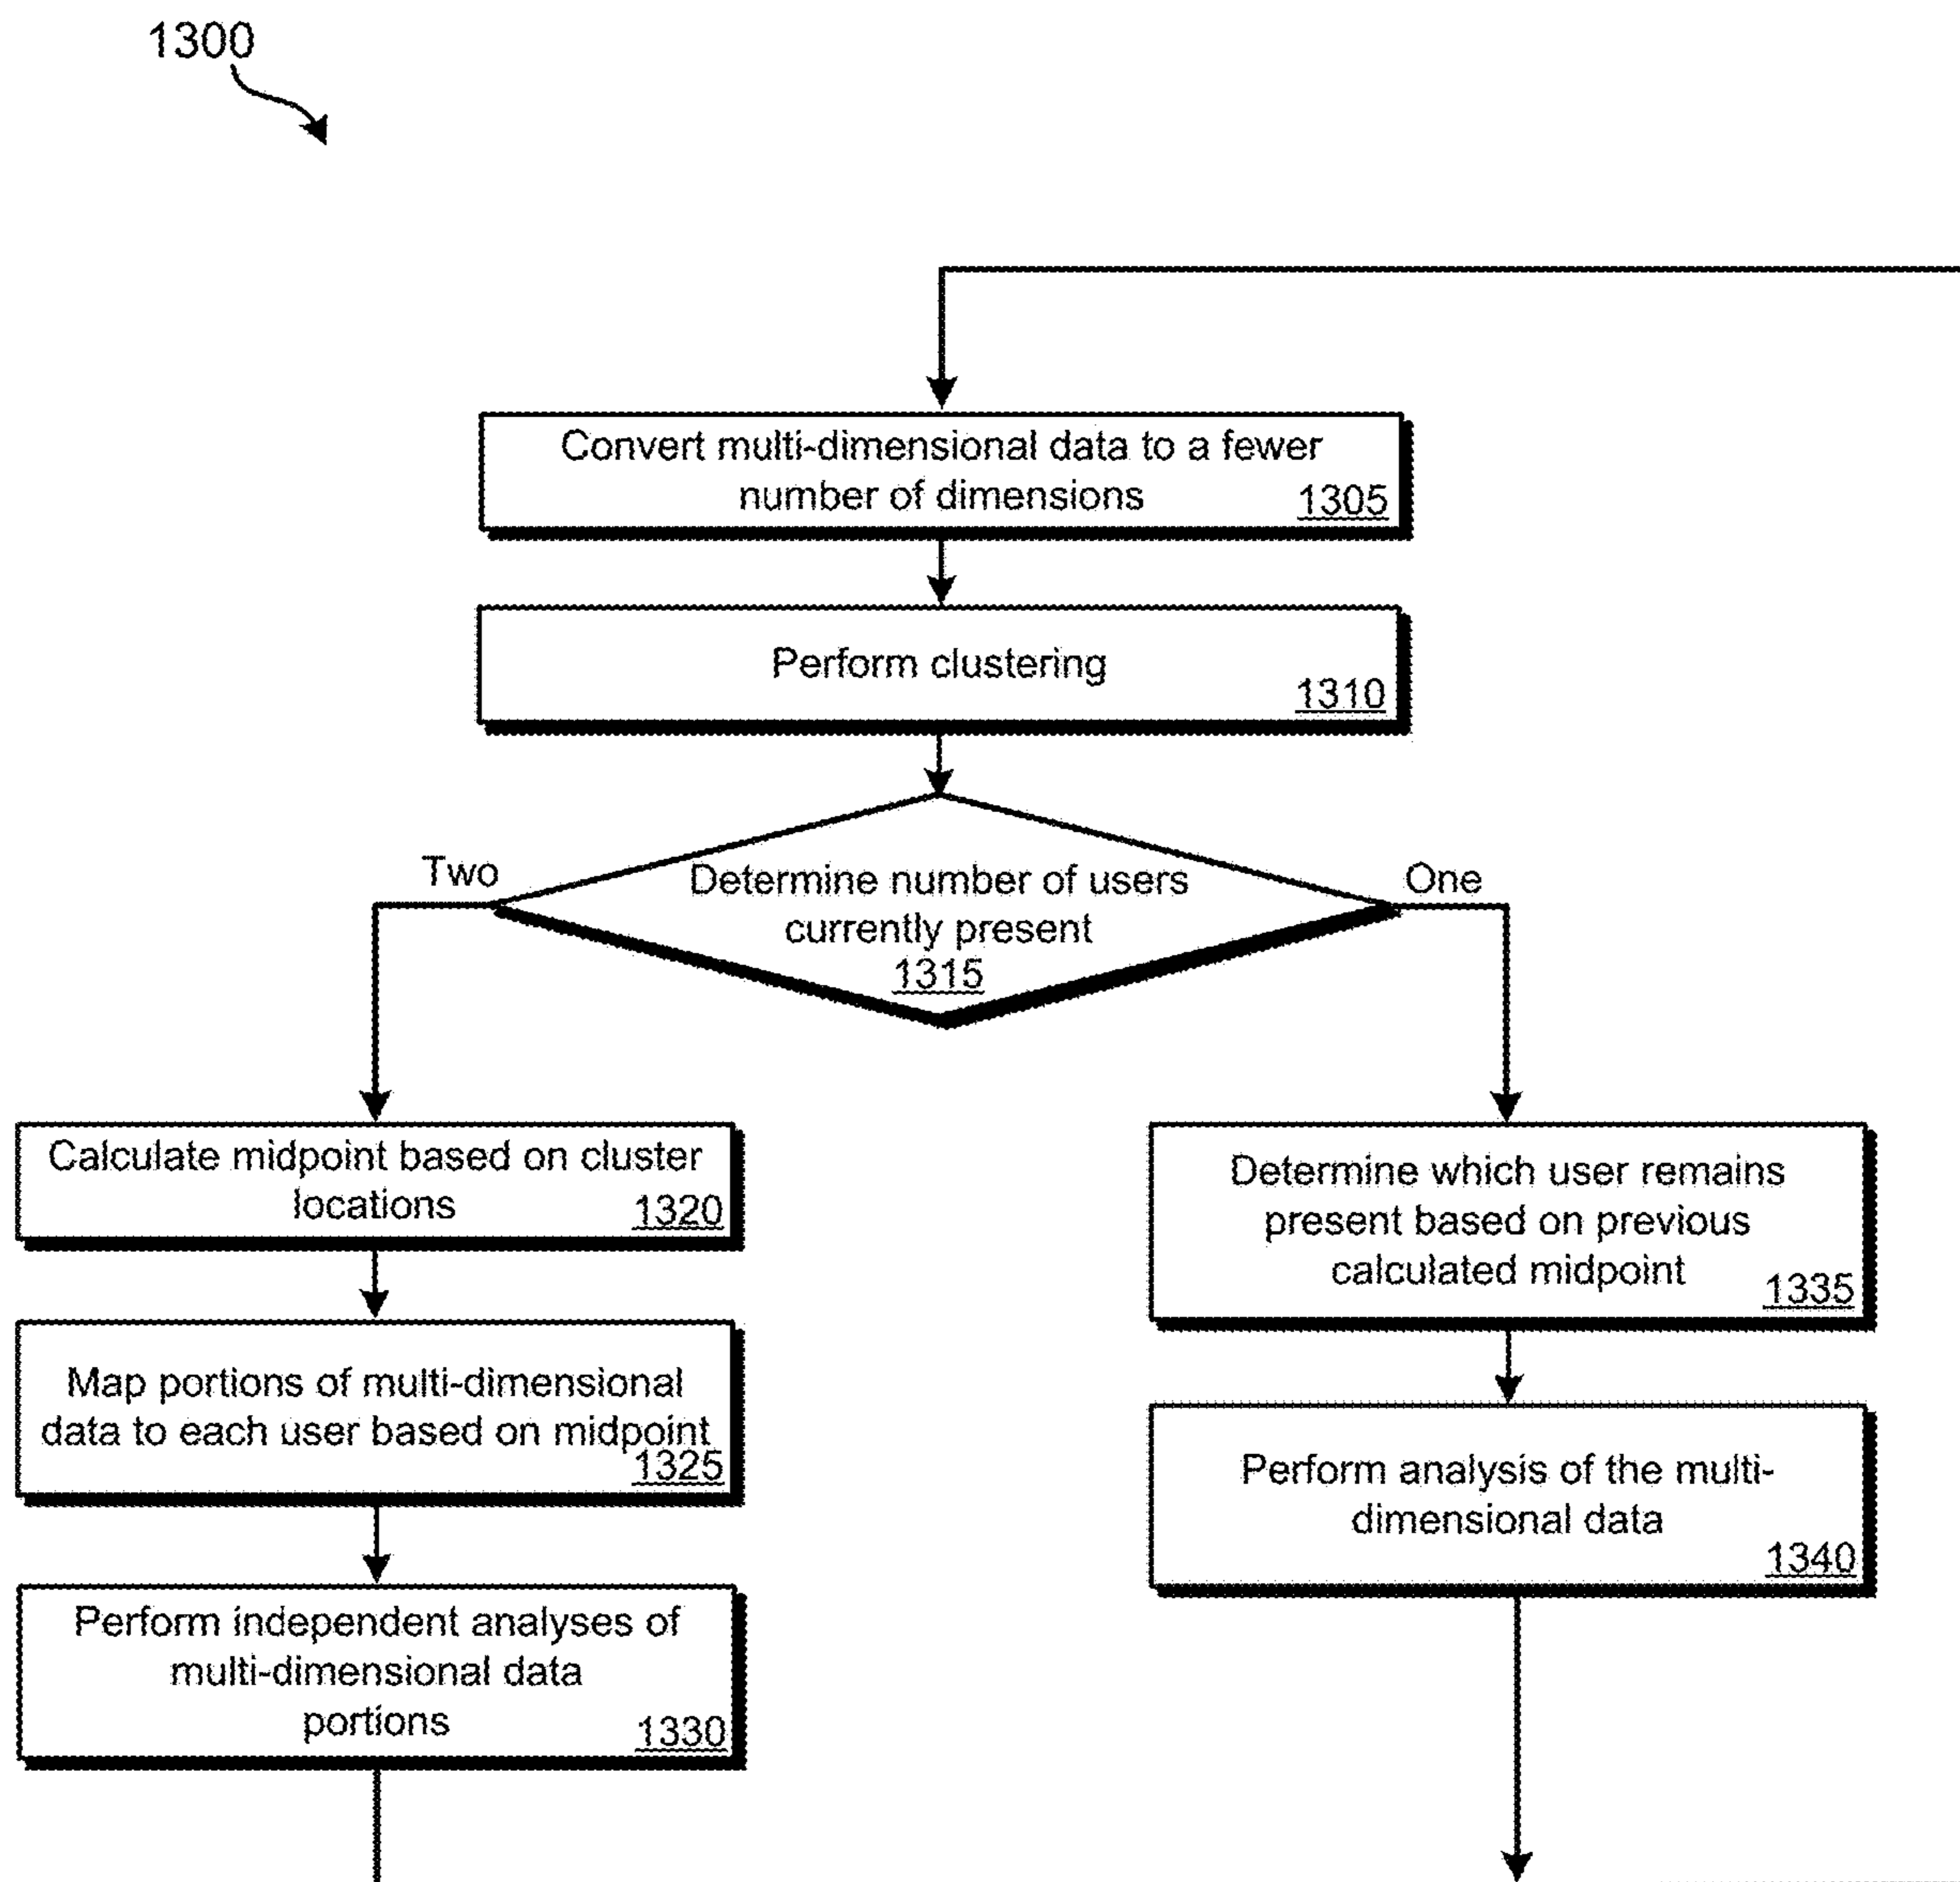 1300
Convert multi-dimensional data to a fewer
number of dimensions
1305
Perform clustering
1310
Two
Determine number of users
currently present
1315
One
Calculate midpoint based on cluster
locations
1320
Map portions of multi-dimensional
data to each user based on midpoint
1325
Perform independent analyses of
multi-dimensional data
portions
1330
Determine which user remains
present based on previous
calculated midpoint
1335
Perform analysis of the multi-
dimensional data
1340